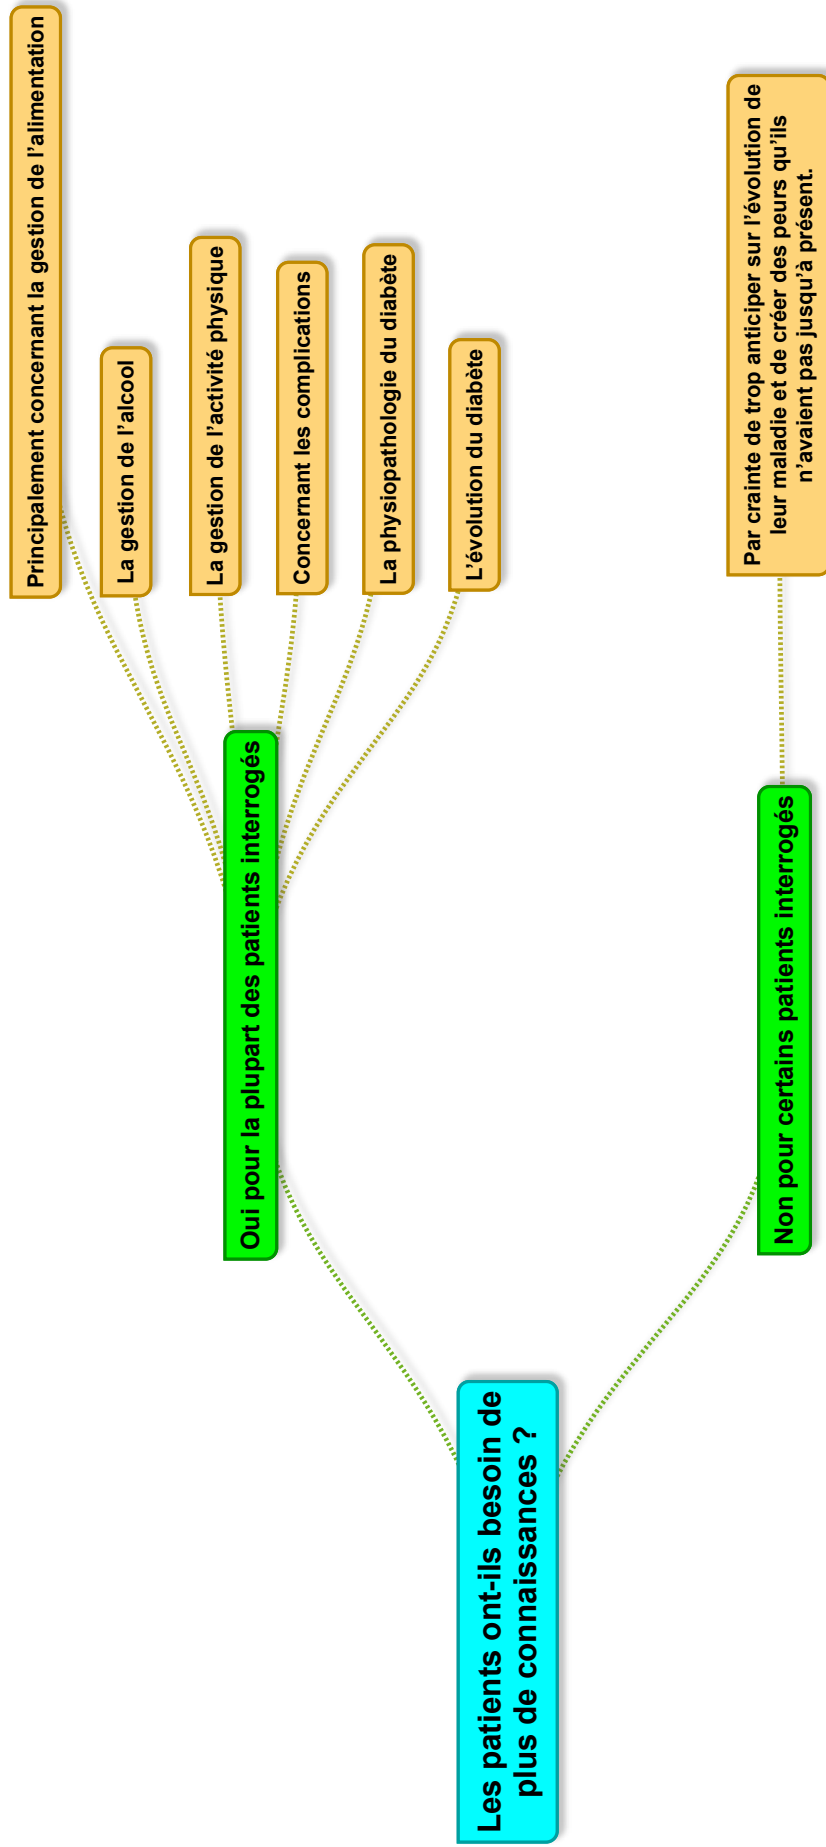 Les patients ont-ils besoin de
plus de connaissances ?
Oui pour la plupart des patients interrogés
Principalement concernant la gestion de l'alimentation
La gestion de l'alcool
La gestion de l'activité physique
Concernant les complications
La physiopathologie du diabète
L'évolution du diabète
Non pour certains patients interrogés
Par crainte de trop anticiper sur l'évolution de
leur maladie et de créer des peurs qu'ils
n'avaient pas jusqu'à présent.